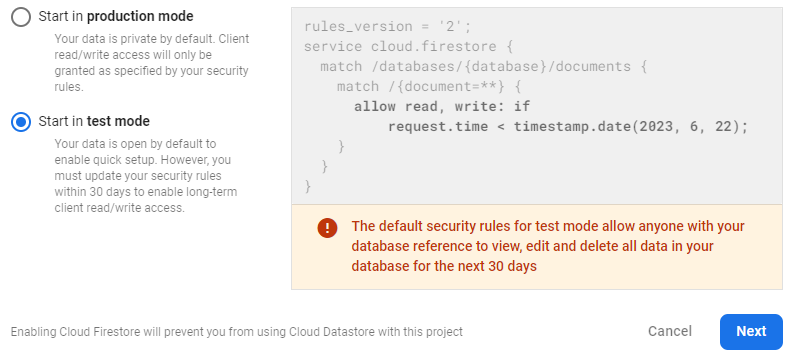 Start in production mode
Your data is private by default. Client
read/write access will only be
granted as specified by your security
rules.
Start in test mode
Your data is open by default to
enable quick setup. However, you
must update your security rules
within 30 days to enable long-term
client read/write access.
rules_version = '2';
service cloud.firestore {
  match /databases/{database}/documents {
    match /{document=**} {
      allow read, write: if
          request.time < timestamp.date(2023, 6, 22);
    }
  }
}
The default security rules for test mode allow anyone with your
database reference to view, edit and delete all data in your
database for the next 30 days
Enabling Cloud Firestore will prevent you from using Cloud Datastore with this project
Cancel
Next